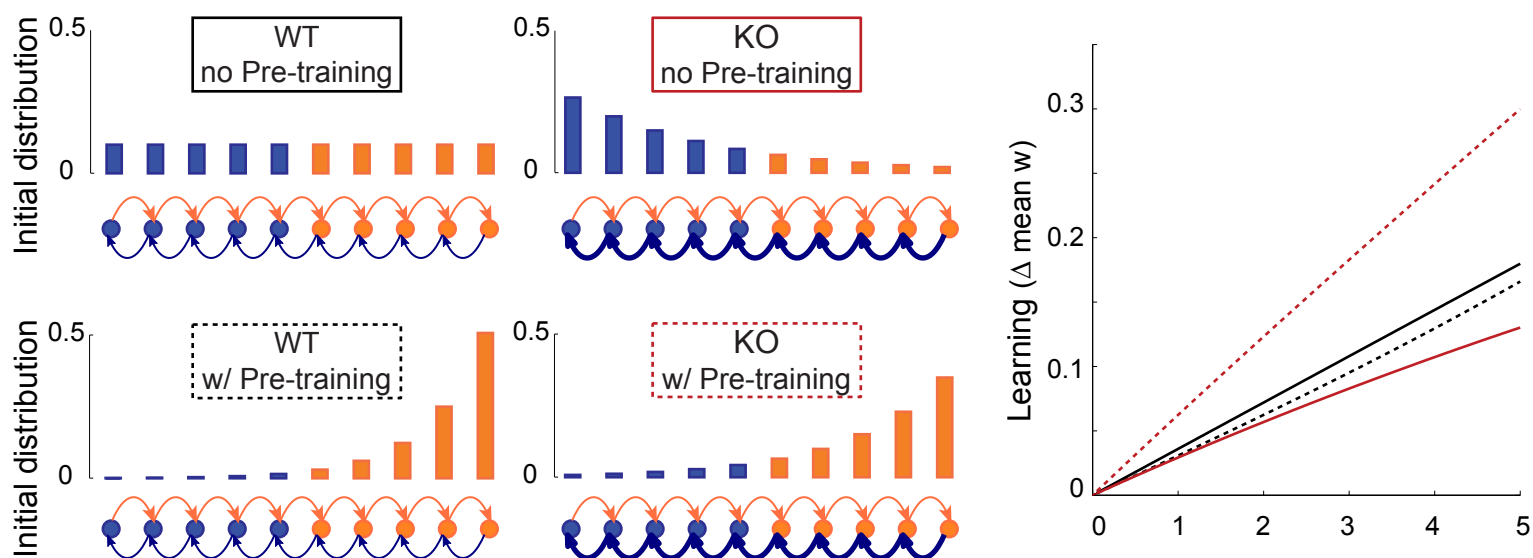 Initial distribution
0.5
0
WT
no Pre-training
KO
no Pre-training
0.5
0
Initial distribution
0.5
0
WT
w/ Pre-training
0.5
0
KO
w/ Pre-training
Learning (Δ mean w)
0.3
0.2
0.1
0
0 1 2 3 4 5